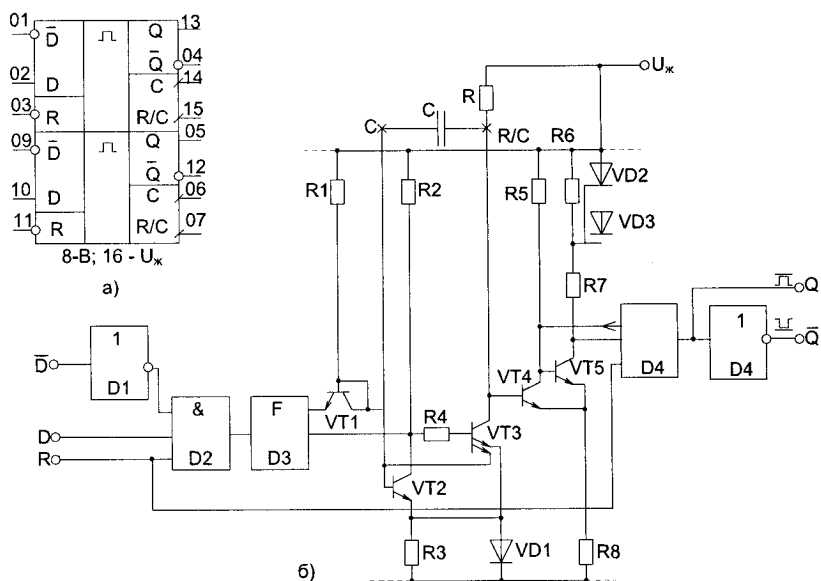 01 D̅ Q 13
Q̅ 04
02 D C 14
03 R R/C 15
09 D̅ Q 05
Q̅ 12
10 D C 06
11 R R/C 07
8-В; 16 - Uж
а)
Uж
R
C C R/C
R1 R2 R5 R6
VD2
VD3
R7
Q
1
D4 D4
Q̅
D̅ 1
D1
& F
VT1
D R D2 D3
R4
VT3 VT4 VT5
VT2
R3 VD1 R8
б)